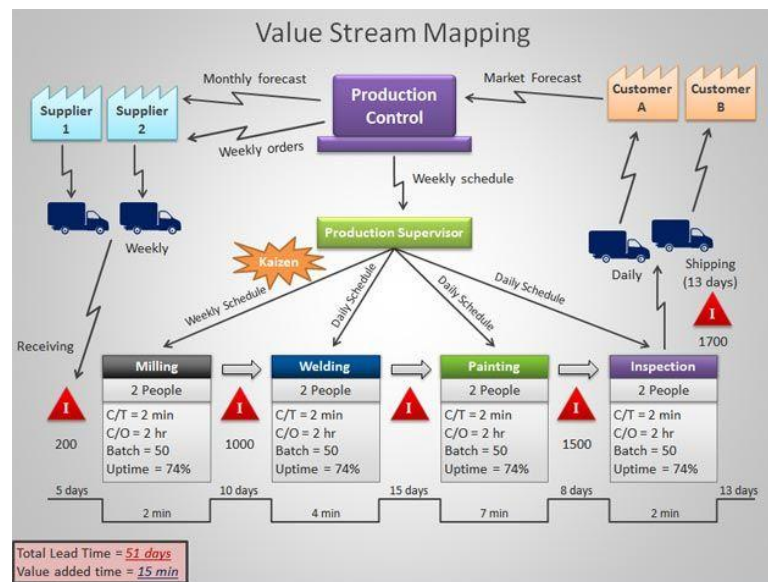 Value Stream Mapping
Supplier
1
Supplier
2
Monthly forecast
Weekly orders
Production
Control
Market Forecast
Customer
A
Customer
B
Weekly schedule
Production Supervisor
Kaizen
Weekly
Daily
Shipping
(13 days)
I
1700
Weekly Schedule
Daily Schedule
Daily Schedule
Daily Schedule
Receiving
I
200
Milling
2 People
C/T = 2 min
C/O = 2 hr
Batch = 50
Uptime = 74%
I
1000
Welding
2 People
C/T = 2 min
C/O = 2 hr
Batch = 50
Uptime = 74%
I
Painting
2 People
C/T = 2 min
C/O = 2 hr
Batch = 50
Uptime = 74%
I
1500
Inspection
2 People
C/T = 2 min
C/O = 2 hr
Batch = 50
Uptime = 74%
5 days
2 min
10 days
4 min
15 days
7 min
8 days
2 min
13 days
Total Lead Time = 51 days
Value added time = 15 min